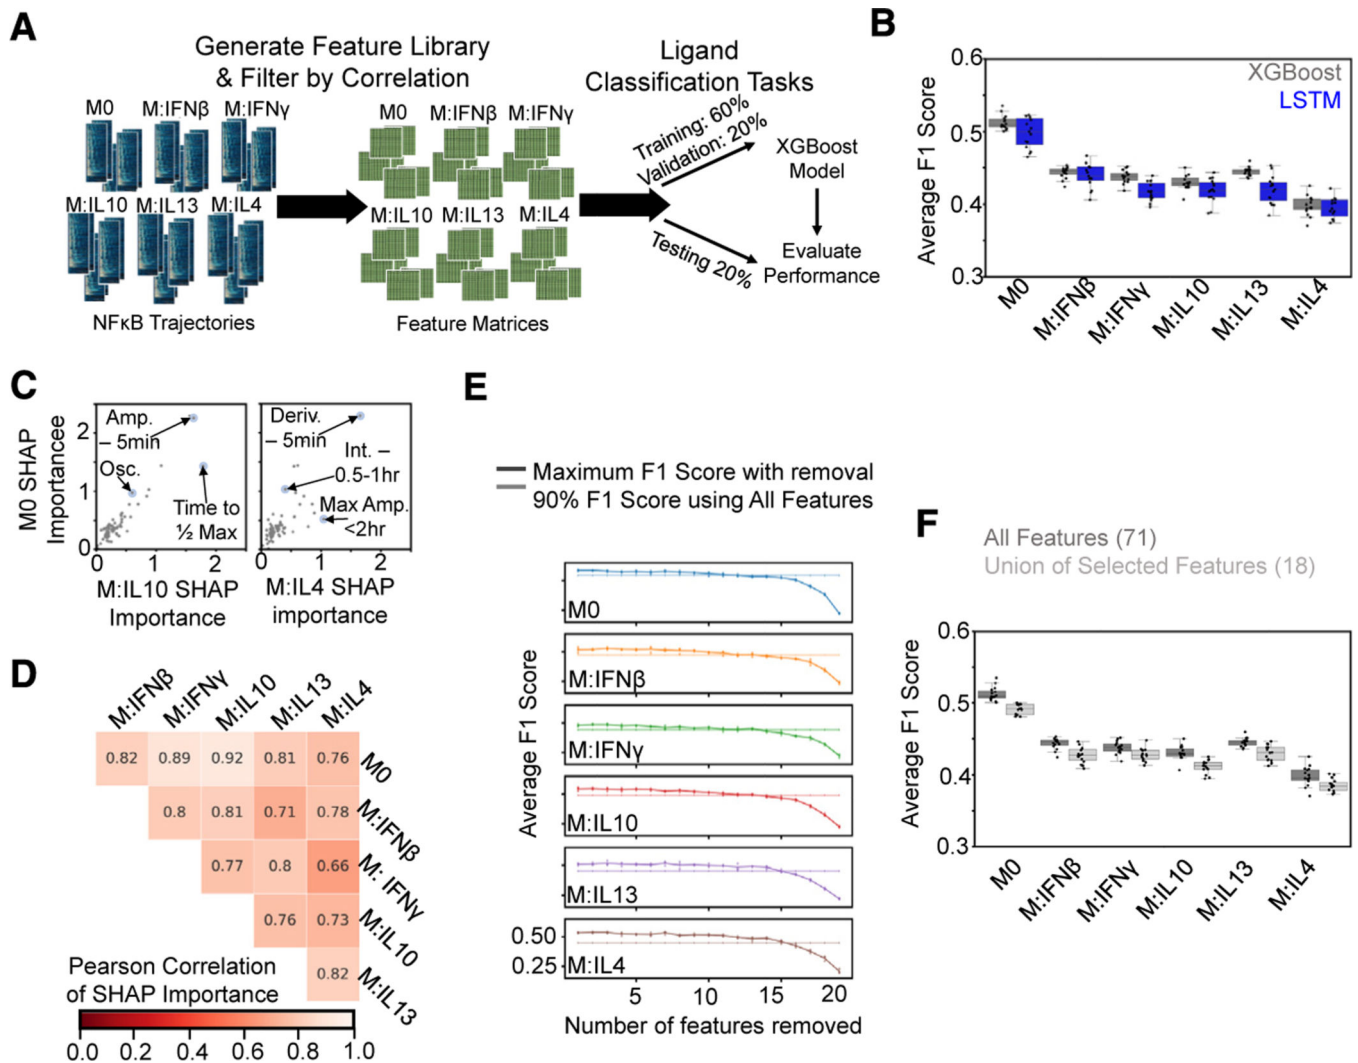 A
Generate Feature Library
& Filter by Correlation
M0
M:IFNβ
M:IFNγ
M:IL10
M:IL13
M:IL4
NFκB Trajectories
M0
M:IFNβ
M:IFNγ
M:IL10
M:IL13
M:IL4
Feature Matrices
Ligand
Classification Tasks
Training: 60%
Validation: 20%
Testing 20%
XGBoost
Model
Evaluate
Performance
B
0.6
0.5
0.4
0.3
Average F1 Score
XGBoost
LSTM
M0
M:IFNβ
M:IFNγ
M:IL10
M:IL13
M:IL4
C
M0 SHAP
Importancee
2
1
0
Amp.
– 5min
Osc.
Time to
½ Max
0
1
2
M:IL10 SHAP
Importance
Deriv.
– 5min
Int. –
0.5-1hr
Max Amp.
<2hr
0
1
2
M:IL4 SHAP
importance
D
M:IFNβ
M:IFNγ
M:IL10
M:IL13
M:IL4
0.82 0.89 0.92 0.81 0.76 M0
0.8 0.81 0.71 0.78 M:IFNβ
0.77 0.8 0.66 M: IFNγ
0.76 0.73 M:IL10
0.82 M:IL13
Pearson Correlation
of SHAP Importance
0.0 0.2 0.4 0.6 0.8 1.0
E
Maximum F1 Score with removal
90% F1 Score using All Features
Average F1 Score
M0
M:IFNβ
M:IFNγ
M:IL10
M:IL13
M:IL4
0.50
0.25
5 10 15 20
Number of features removed
F
All Features (71)
Union of Selected Features (18)
0.6
0.5
0.4
0.3
Average F1 Score
M0
M:IFNβ
M:IFNγ
M:IL10
M:IL13
M:IL4